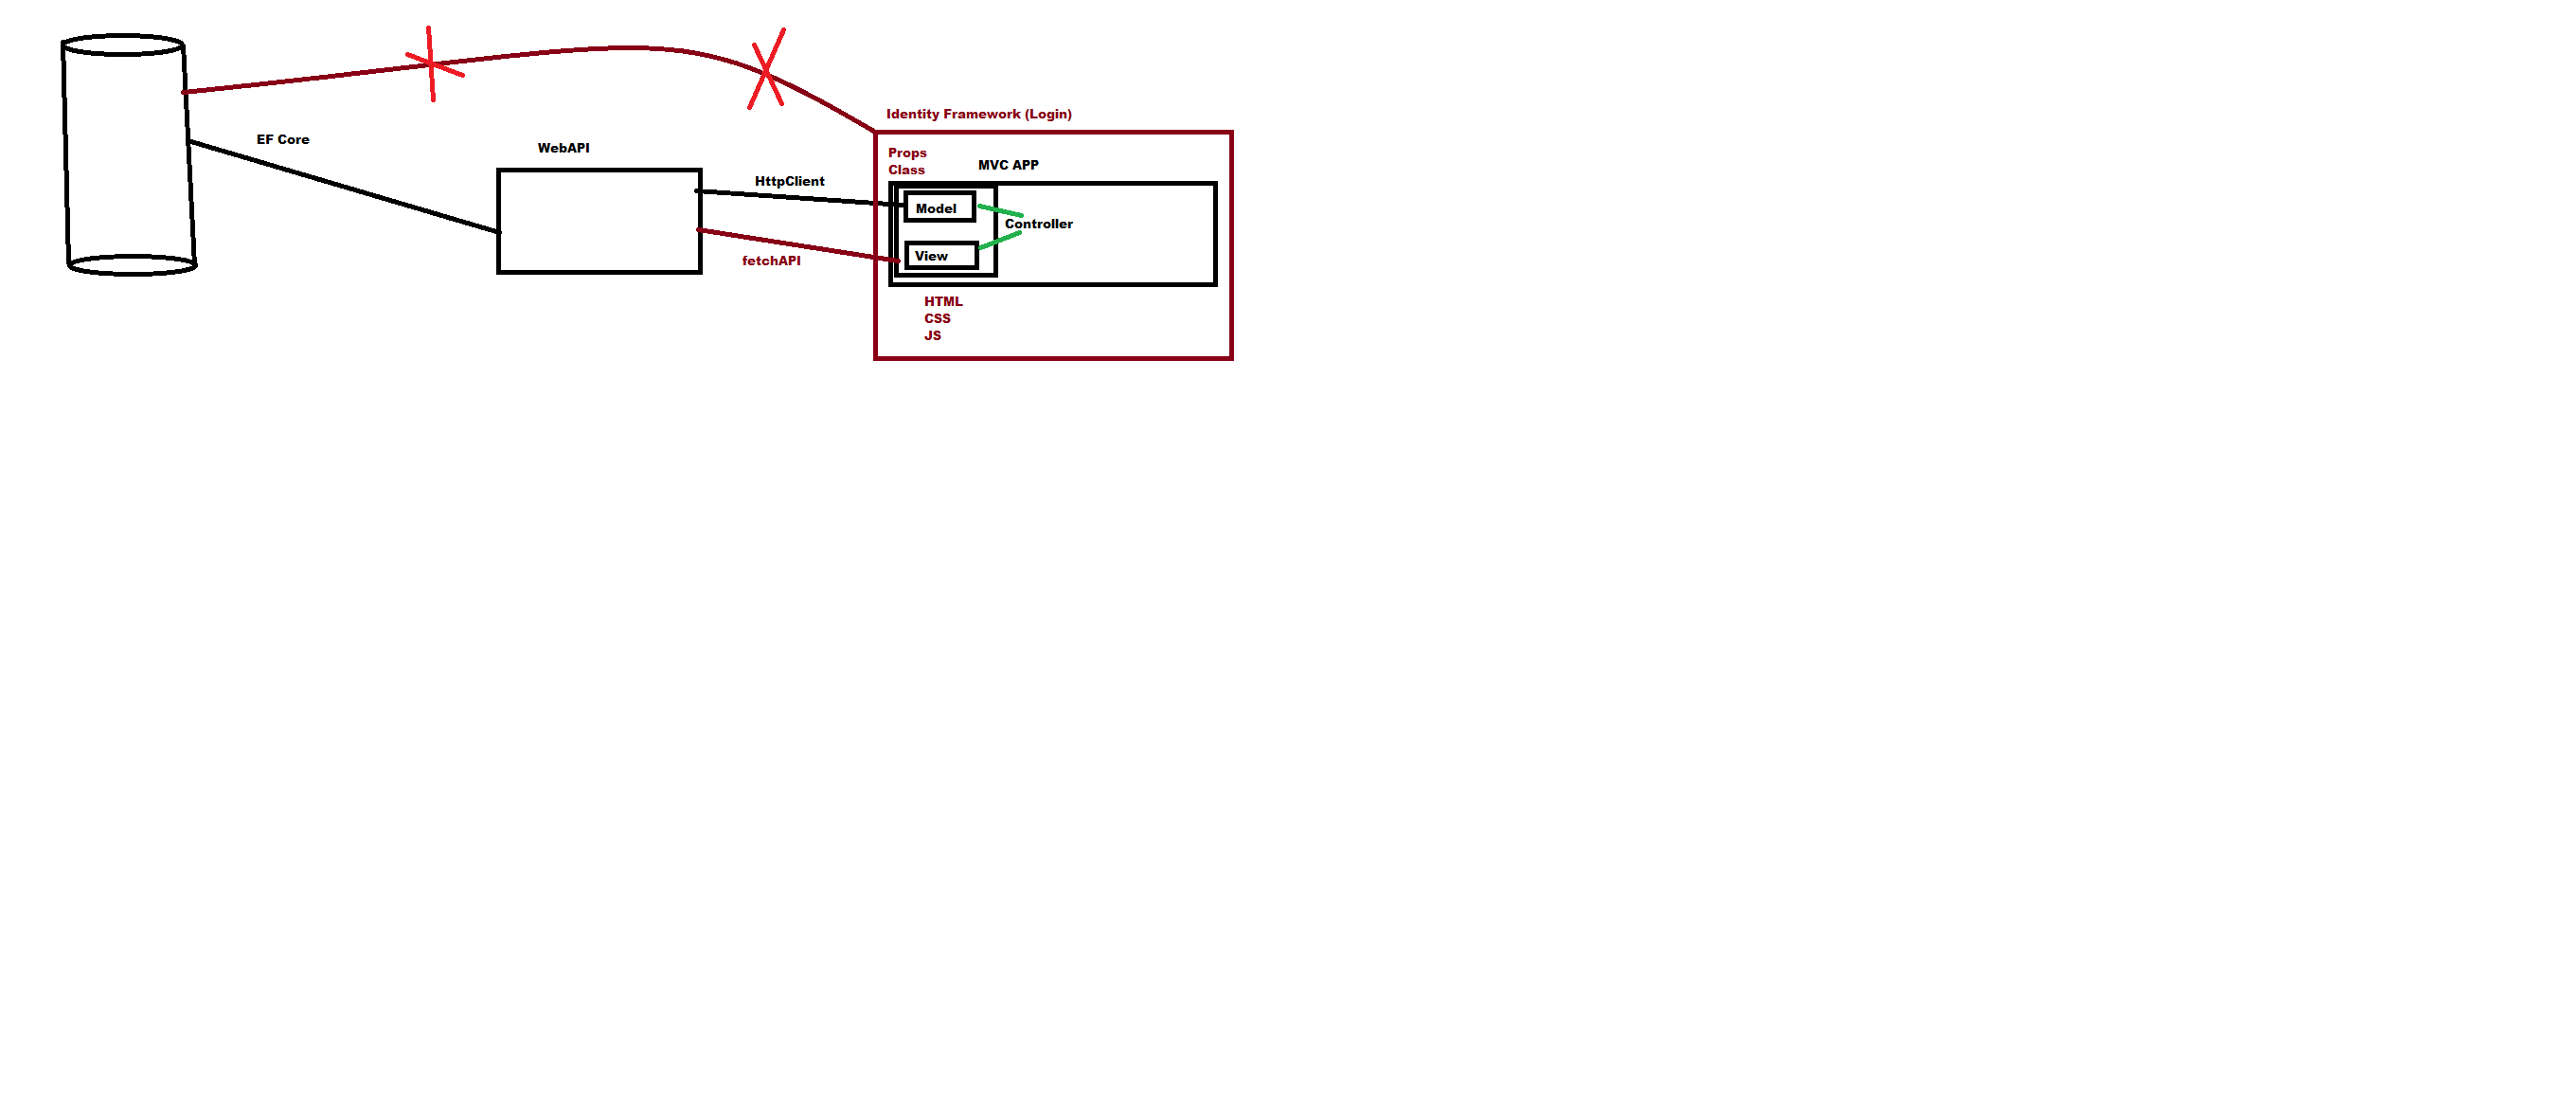 Identity Framework (Login)
EF Core
WebAPI
Props
Class
MVC APP
HttpClient
Model
Controller
View
fetchAPI
HTML
CSS
JS